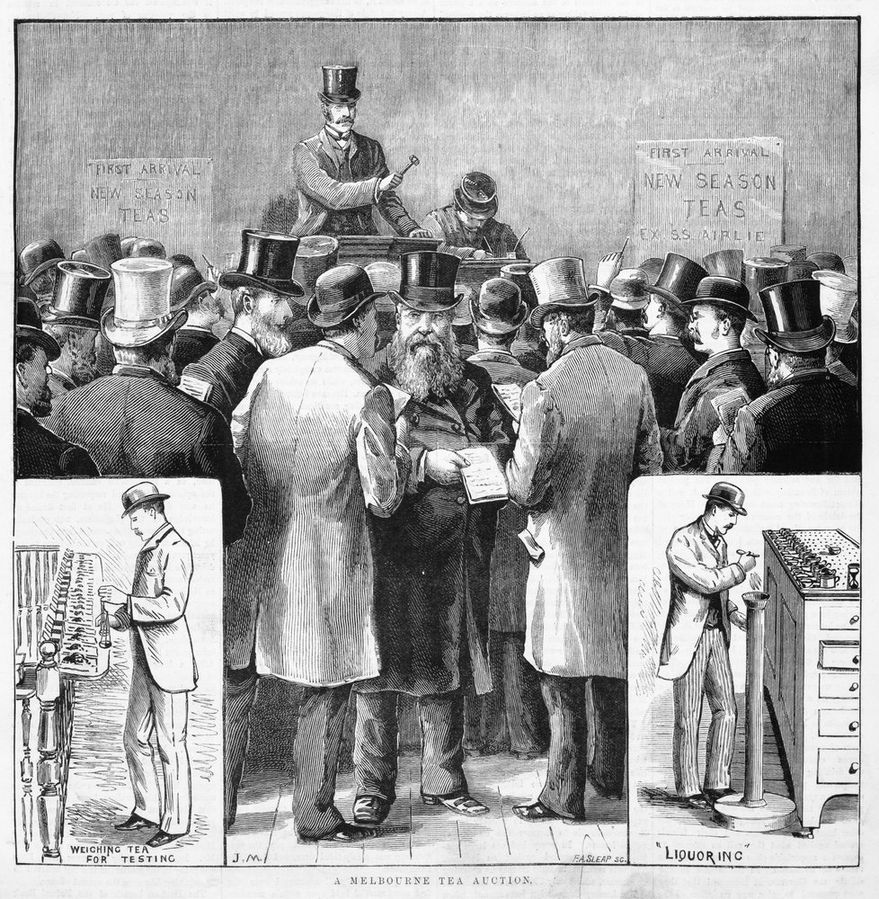 FIRST ARRIVAL
NEW SEASON
TEAS
FIRST ARRIVAL
NEW SEASON
TEAS
EX. S.S. AIRLIE
WEIGHING TEA
FOR TESTING
J.M.
F.A. SLEAP SC.
"LIQUORING"
A MELBOURNE TEA AUCTION.